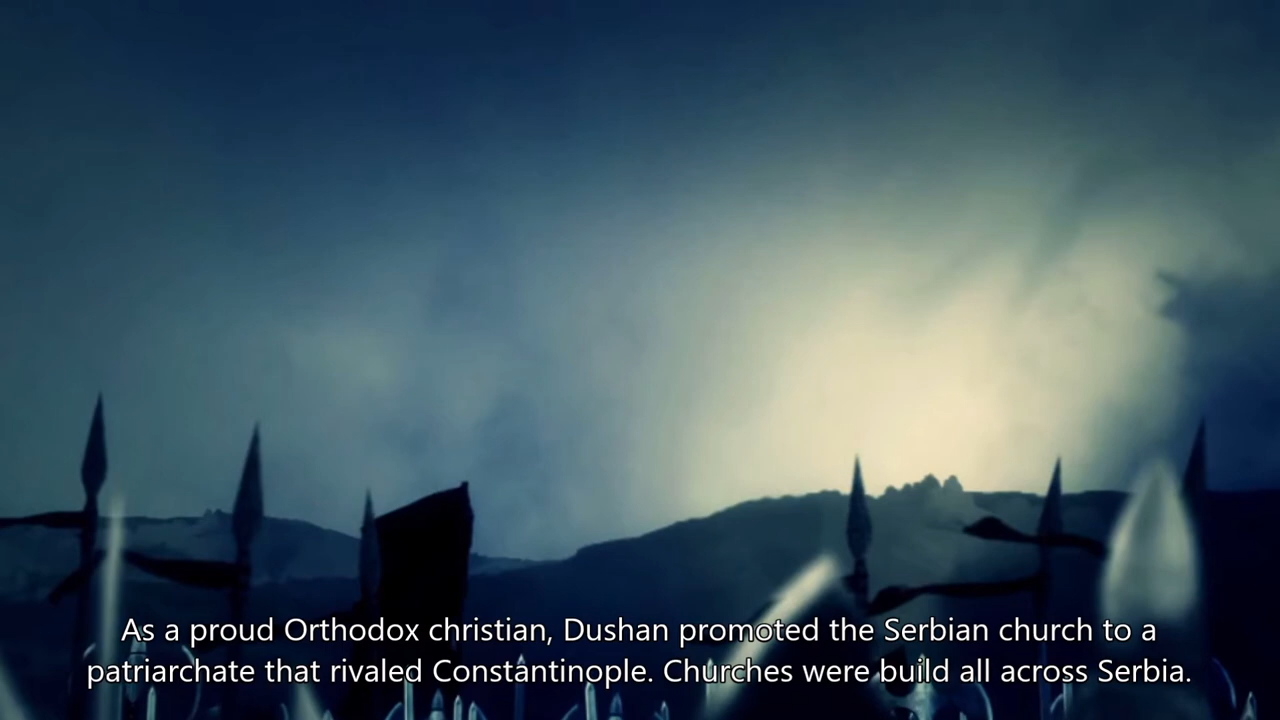 As a proud Orthodox christian, Dushan promoted the Serbian church to a
patriarchate that rivaled Constantinople. Churches were build all across Serbia.